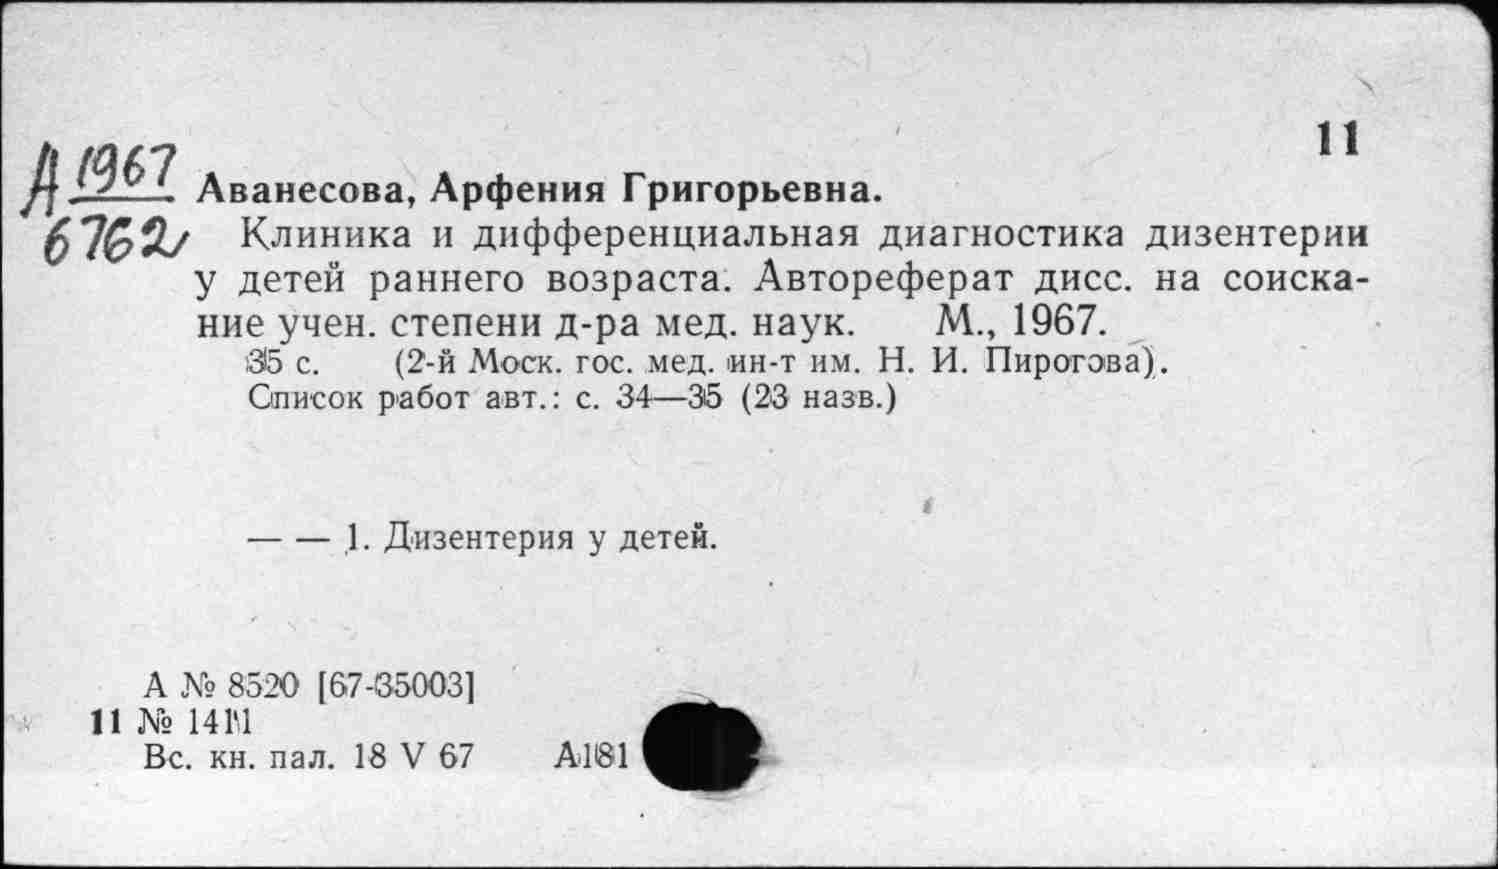 11
Д 1967
6762
Аванесова, Арфения Григорьевна.
Клиника и дифференциальная диагностика дизентерии
у детей раннего возраста. Автореферат дисс. на соиска-
ние учен. степени д-ра мед. наук. М., 1967.
35 с. (2-й Моск. гос. мед. ин-т им. Н. И. Пирогова).
Список работ авт.: с. 34—35 (23 назв.)
— — 1. Дизентерия у детей.
А № 8520 [67-35003]
11 № 1411
Вс. кн. пал. 18 V 67 А181